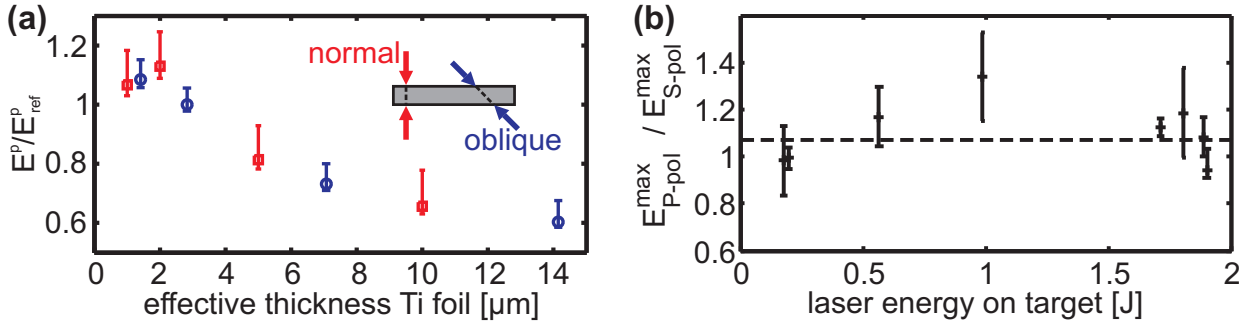 (a)
1.2
1
0.8
0.6
E^p/E^p_ref
normal
oblique
0 2 4 6 8 10 12 14
effective thickness Ti foil [μm]
(b)
1.4
1.2
1
0.8
0.6
E^max_P-pol / E^max_S-pol
0 0.5 1 1.5 2
laser energy on target [J]